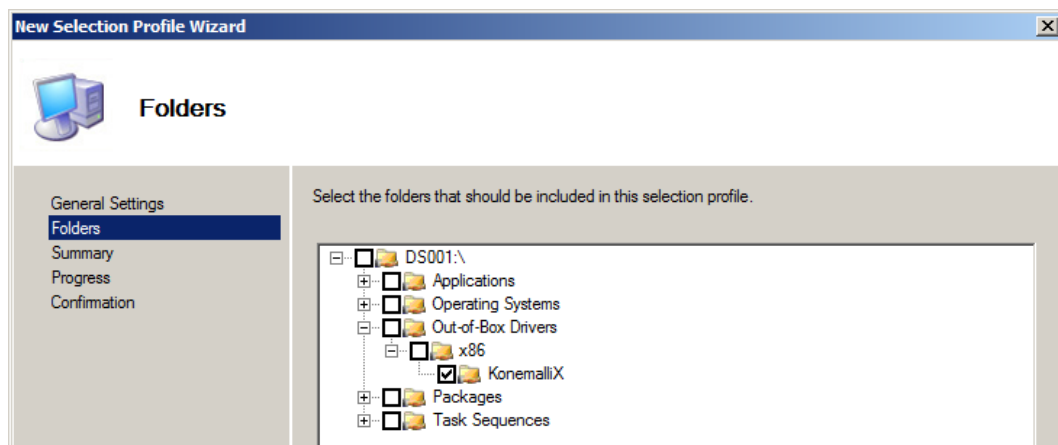 New Selection Profile Wizard
Folders
General Settings
Folders
Summary
Progress
Confirmation
Select the folders that should be included in this selection profile.
DS001:\
Applications
Operating Systems
Out-of-Box Drivers
x86
KonemalliX
Packages
Task Sequences